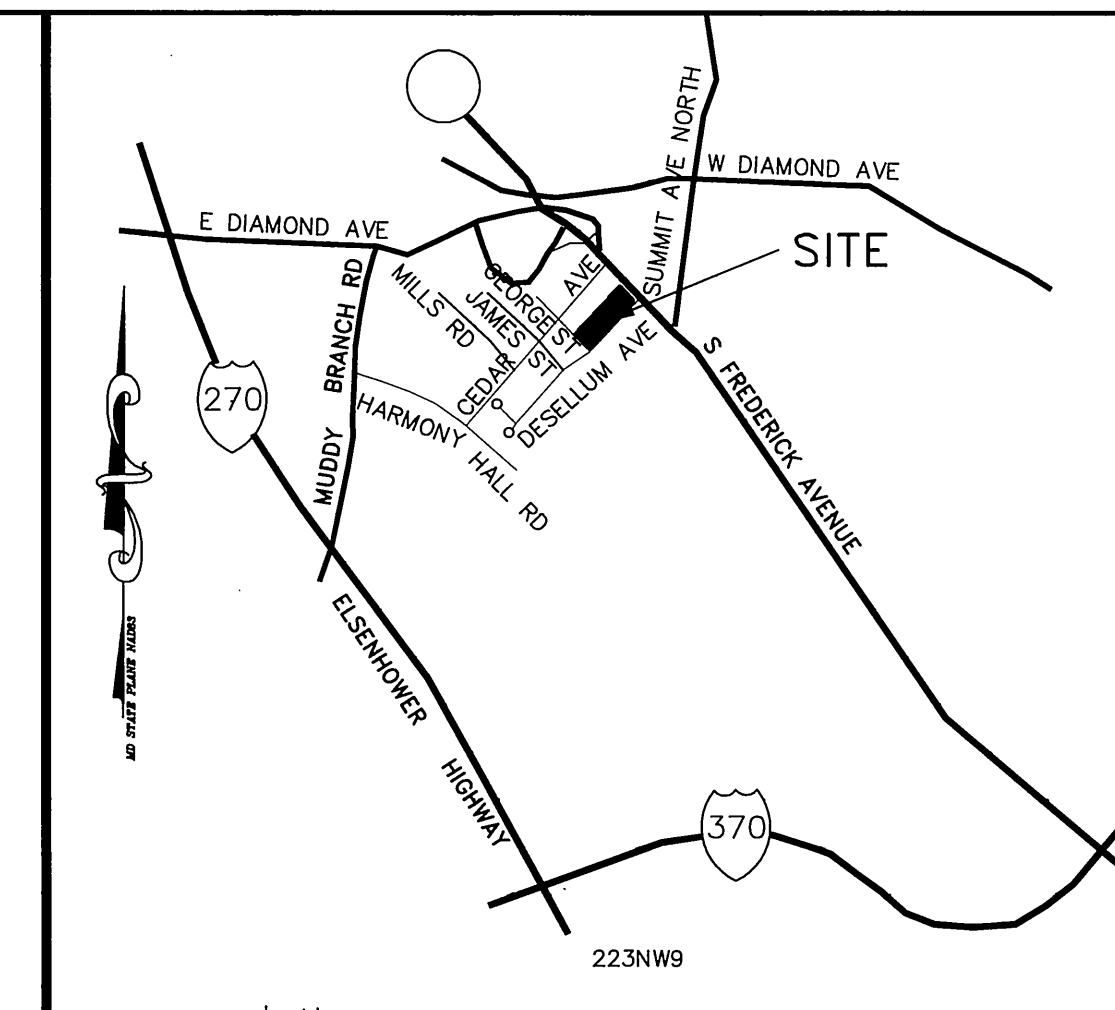 SUMMIT AVE NORTH
W DIAMOND AVE
E DIAMOND AVE
SITE
MUDDY BRANCH RD
MILLS RD
GEORGE ST
JAMES ST
CEDAR AVE
DESELLUM AVE
HARMONY HALL RD
S FREDERICK AVENUE
270
MD STATE PLANE NAD83
ELSENHOWER HIGHWAY
370
223NW9